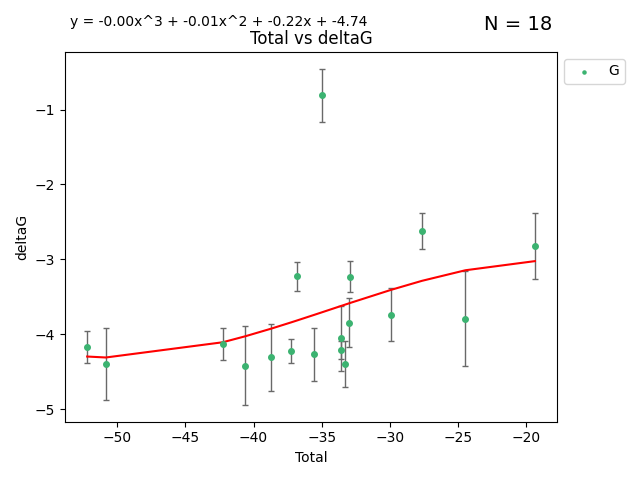 y = -0.00x^3 + -0.01x^2 + -0.22x + -4.74
N = 18
Total vs deltaG
G
−1
−2
−3
−4
−5
deltaG
−50 −45 −40 −35 −30 −25 −20
Total